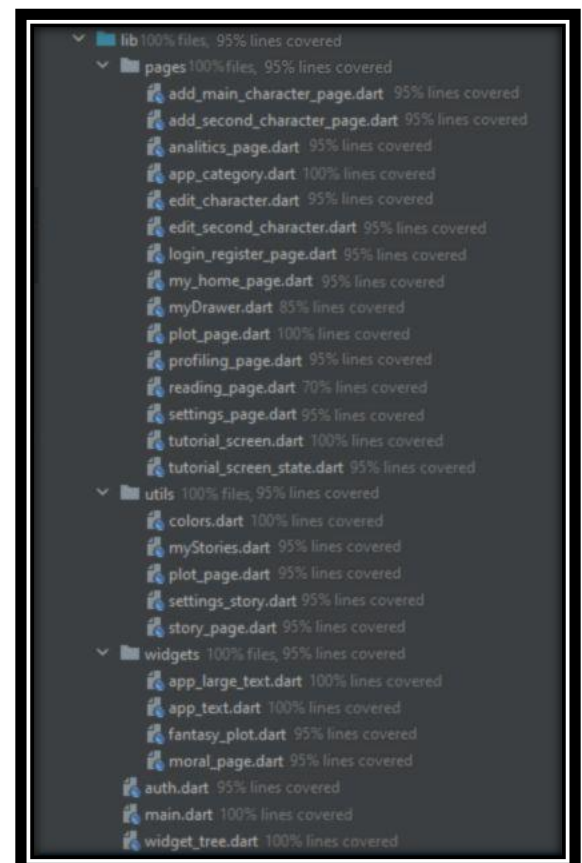 lib 100% files, 95% lines covered
pages 100% files, 95% lines covered
add_main_character_page.dart 95% lines covered
add_second_character_page.dart 95% lines covered
analitics_page.dart 95% lines covered
app_category.dart 100% lines covered
edit_character.dart 95% lines covered
edit_second_character.dart 95% lines covered
login_register_page.dart 95% lines covered
my_home_page.dart 95% lines covered
myDrawer.dart 85% lines covered
plot_page.dart 100% lines covered
profiling_page.dart 95% lines covered
reading_page.dart 70% lines covered
settings_page.dart 95% lines covered
tutorial_screen.dart 100% lines covered
tutorial_screen_state.dart 95% lines covered
utils 100% files, 95% lines covered
colors.dart 100% lines covered
myStories.dart 95% lines covered
plot_page.dart 95% lines covered
settings_story.dart 95% lines covered
story_page.dart 95% lines covered
widgets 100% files, 95% lines covered
app_large_text.dart 100% lines covered
app_text.dart 100% lines covered
fantasy_plot.dart 95% lines covered
moral_page.dart 95% lines covered
auth.dart 95% lines covered
main.dart 100% lines covered
widget_tree.dart 100% lines covered